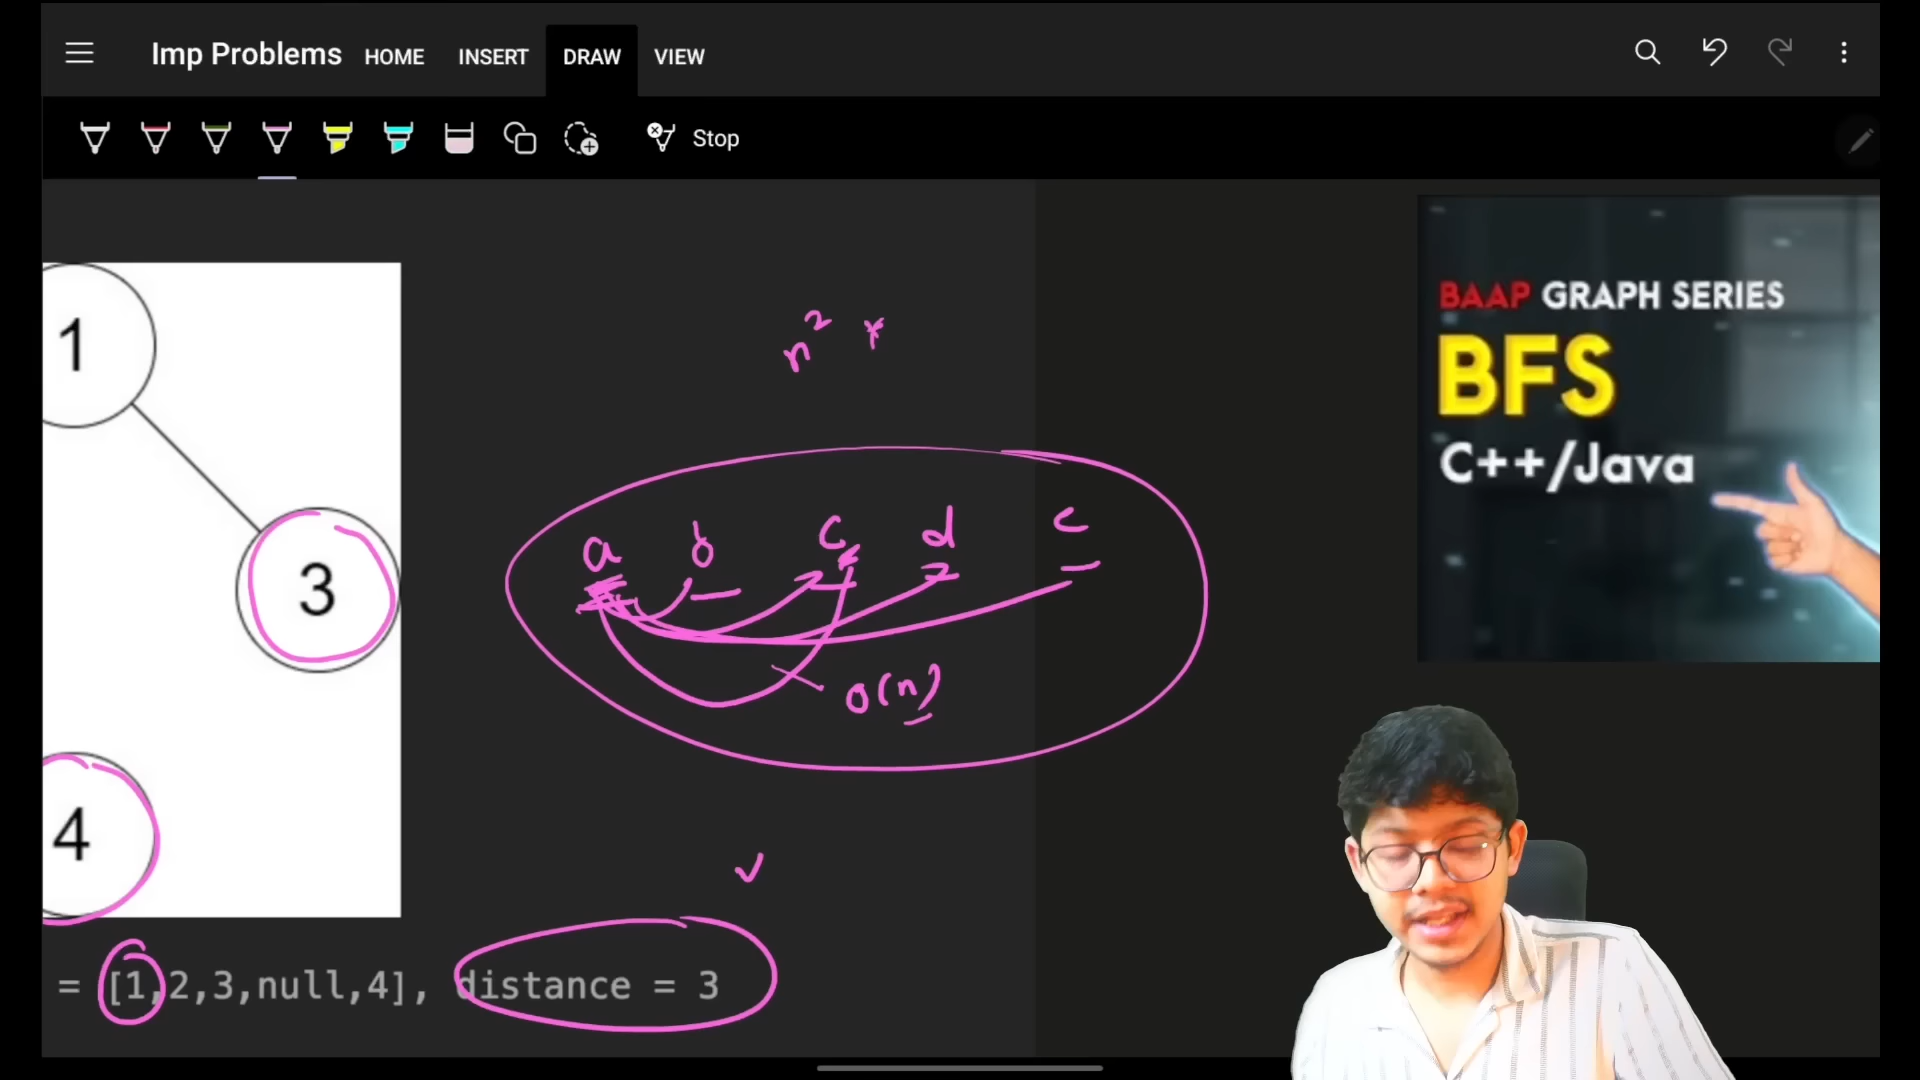 Imp Problems HOME INSERT DRAW VIEW
Stop
1
3
4
n² *
a b c d e
O(n)
= [1,2,3,null,4], distance = 3
BAAP GRAPH SERIES
BFS
C++/Java